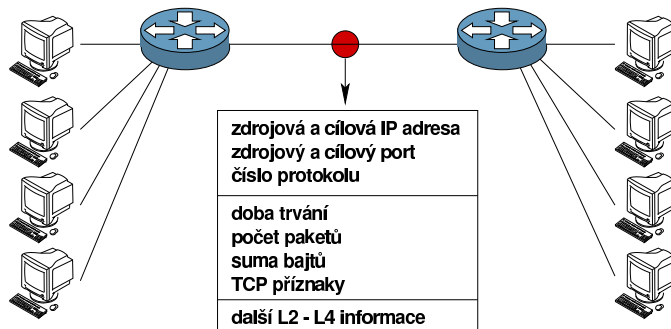 zdrojová a cílová IP adresa
zdrojový a cílový port
číslo protokolu
doba trvání
počet paketů
suma bajtů
TCP příznaky
další L2 - L4 informace